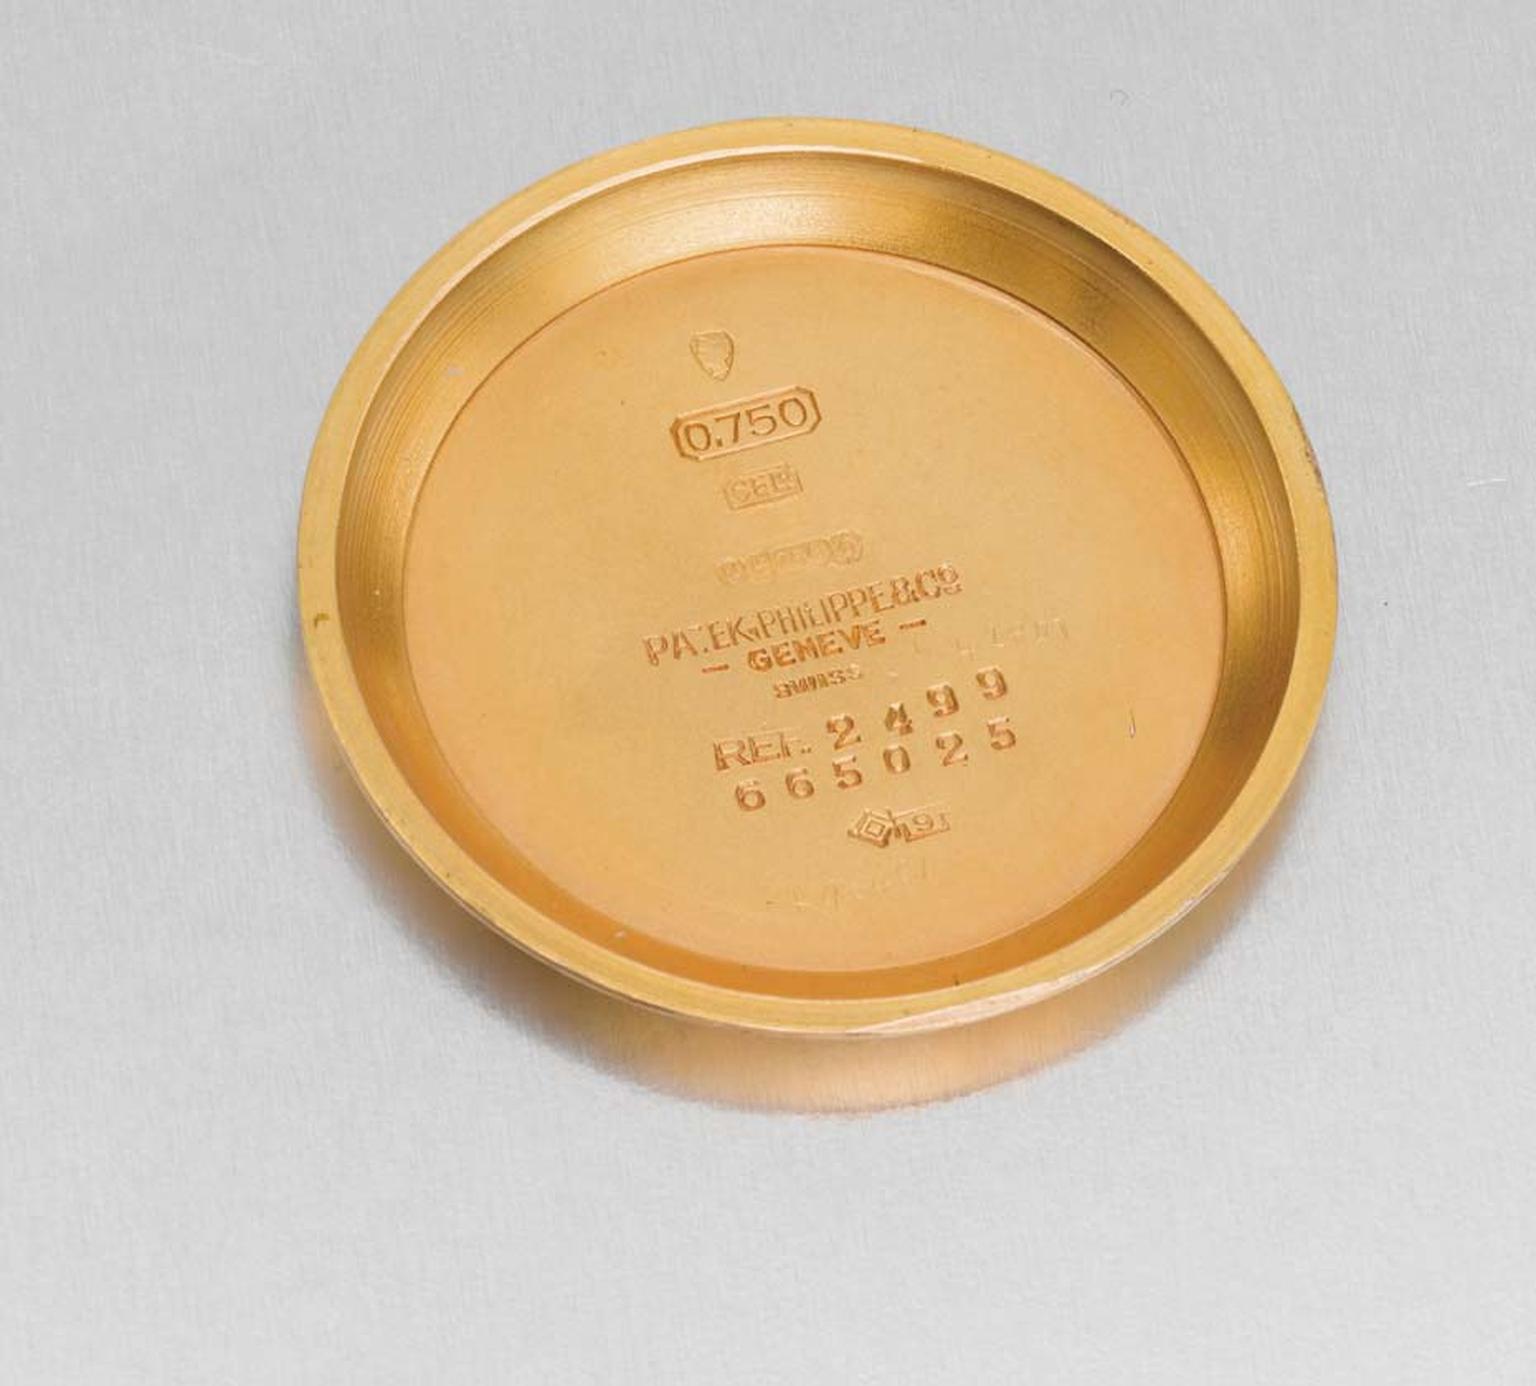 0.750
PATEK, PHILIPPE & Co
— GENEVE —
SWISS
REF. 2499
665025